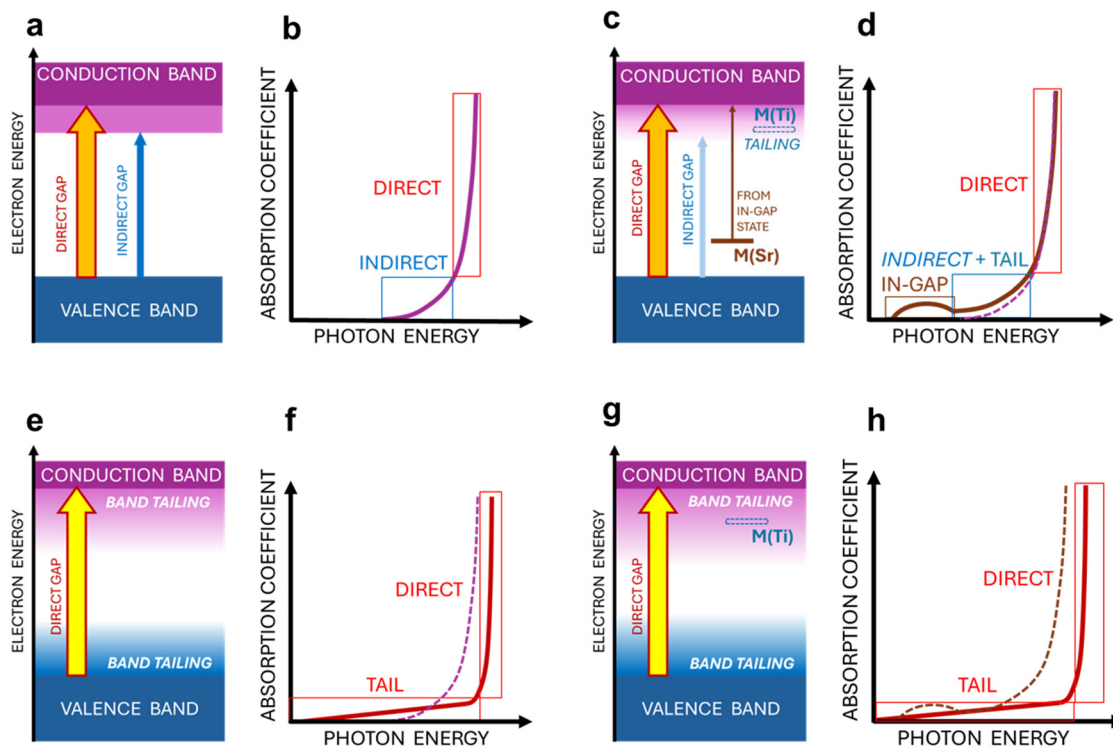 a
CONDUCTION BAND
ELECTRON ENERGY
DIRECT GAP
INDIRECT GAP
VALENCE BAND
b
ABSORPTION COEFFICIENT
DIRECT
INDIRECT
PHOTON ENERGY
c
CONDUCTION BAND
ELECTRON ENERGY
M(Ti)
TAILING
DIRECT GAP
INDIRECT GAP
FROM
IN-GAP
STATE
M(Sr)
VALENCE BAND
d
ABSORPTION COEFFICIENT
DIRECT
INDIRECT + TAIL
IN-GAP
PHOTON ENERGY
e
CONDUCTION BAND
BAND TAILING
ELECTRON ENERGY
DIRECT GAP
BAND TAILING
VALENCE BAND
f
ABSORPTION COEFFICIENT
DIRECT
TAIL
PHOTON ENERGY
g
CONDUCTION BAND
BAND TAILING
M(Ti)
ELECTRON ENERGY
DIRECT GAP
BAND TAILING
VALENCE BAND
h
ABSORPTION COEFFICIENT
DIRECT
TAIL
PHOTON ENERGY